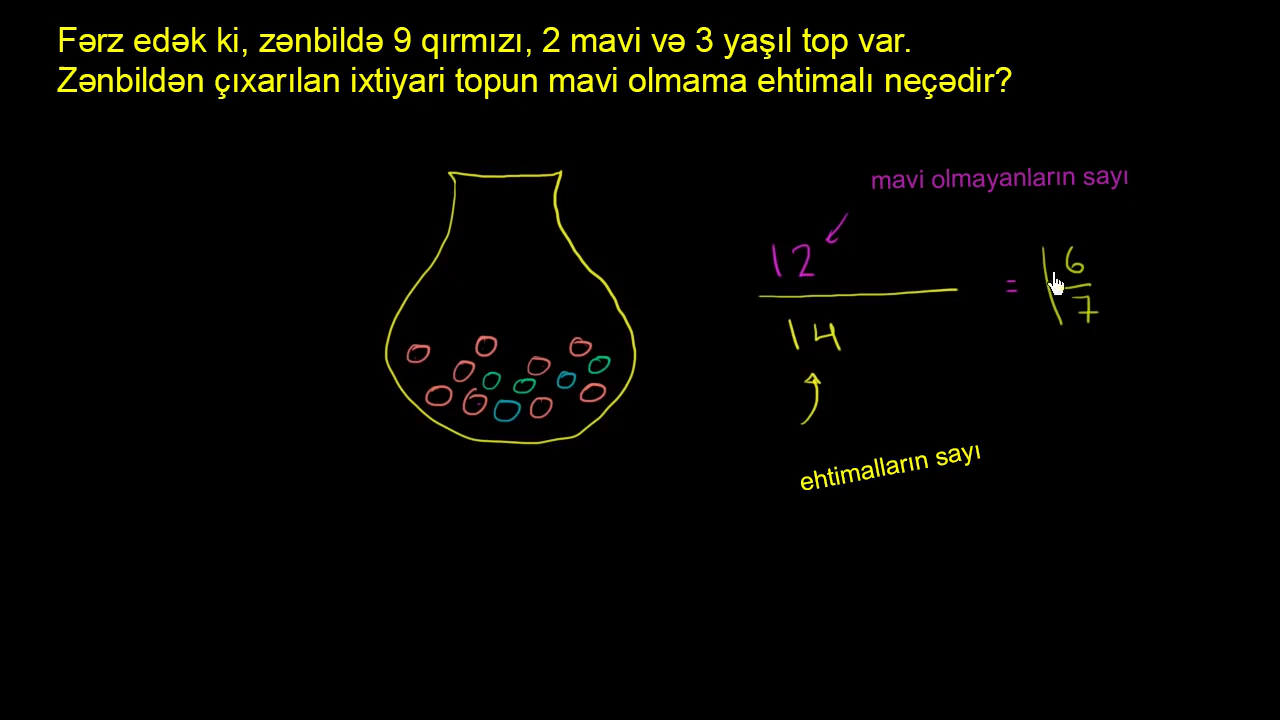 Fərz edək ki, zənbildə 9 qırmızı, 2 mavi və 3 yaşıl top var.
Zənbildən çıxarılan ixtiyari topun mavi olmama ehtimalı neçədir?
mavi olmayanların sayı
12
14
= 6
7
ehtimalların sayı